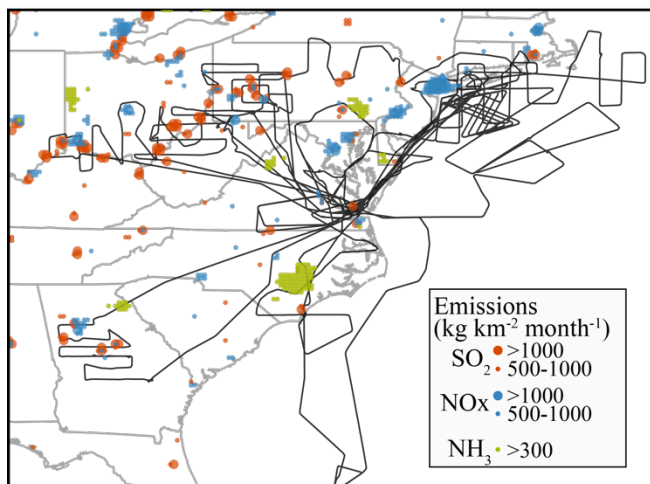 Emissions
(kg km⁻² month⁻¹)
SO₂ >1000
500-1000
NOx >1000
500-1000
NH₃ >300